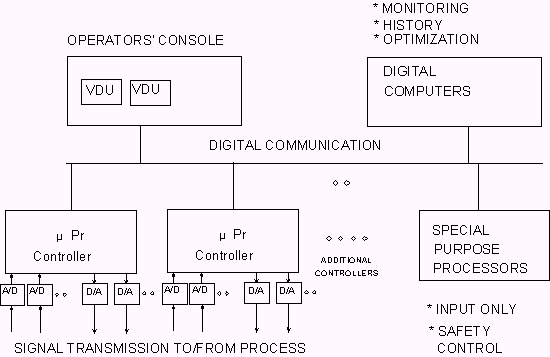 * MONITORING
* HISTORY
* OPTIMIZATION
OPERATORS' CONSOLE
VDU
VDU
DIGITAL
COMPUTERS
DIGITAL COMMUNICATION
µ Pr
Controller
µ Pr
Controller
ADDITIONAL
CONTROLLERS
SPECIAL
PURPOSE
PROCESSORS
A/D
A/D
D/A
D/A
A/D
A/D
D/A
D/A
* INPUT ONLY
* SAFETY
CONTROL
SIGNAL TRANSMISSION TO/FROM PROCESS